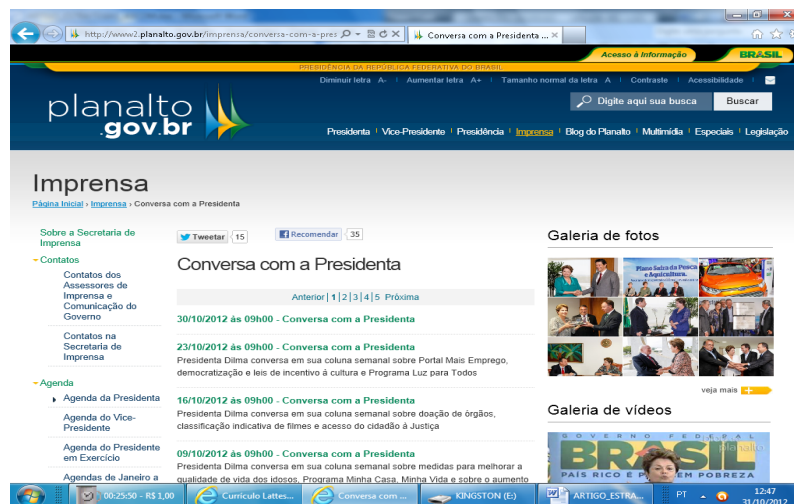 http://www2.planalto.gov.br/imprensa/conversa-com-a-pres
Conversa com a Presidenta ...
Acesso à Informação
BRASIL
PRESIDÊNCIA DA REPÚBLICA FEDERATIVA DO BRASIL
Diminuir letra A- Aumentar letra A+ Tamanho normal da letra A Contraste Acessibilidade
planalto
.gov.br
Digite aqui sua busca
Buscar
Presidenta Vice-Presidente Presidência Imprensa Blog do Planalto Multimídia Especiais Legislação
Imprensa
Página Inicial › Imprensa › Conversa com a Presidenta
Sobre a Secretaria de
Imprensa
Contatos
Contatos dos
Assessores de
Imprensa e
Comunicação do
Governo
Contatos na
Secretaria de
Imprensa
Agenda
Agenda da Presidenta
Agenda do Vice-
Presidente
Agenda do Presidente
em Exercício
Agendas de Janeiro a
Tweetar 15
Recomendar 35
Conversa com a Presidenta
Anterior | 1 | 2 | 3 | 4 | 5 Próxima
30/10/2012 às 09h00 - Conversa com a Presidenta
23/10/2012 às 09h00 - Conversa com a Presidenta
Presidenta Dilma conversa em sua coluna semanal sobre Portal Mais Emprego,
democratização e leis de incentivo à cultura e Programa Luz para Todos
16/10/2012 às 09h00 - Conversa com a Presidenta
Presidenta Dilma conversa em sua coluna semanal sobre doação de órgãos,
classificação indicativa de filmes e acesso do cidadão à Justiça
09/10/2012 às 09h00 - Conversa com a Presidenta
Presidenta Dilma conversa em sua coluna semanal sobre medidas para melhorar a
qualidade de vida dos idosos, Programa Minha Casa, Minha Vida e sobre o aumento
Galeria de fotos
Plano Safra da Pesca
e Aquicultura.
veja mais
Galeria de vídeos
GOVERNO FEDERAL
BRASIL
PAÍS RICO É PAÍS SEM POBREZA
planalto
00:25:50 - R$ 1,00
Currículo Lattes...
Conversa com ...
KINGSTON (E:)
ARTIGO_ESTRA...
PT
12:47
31/10/2012